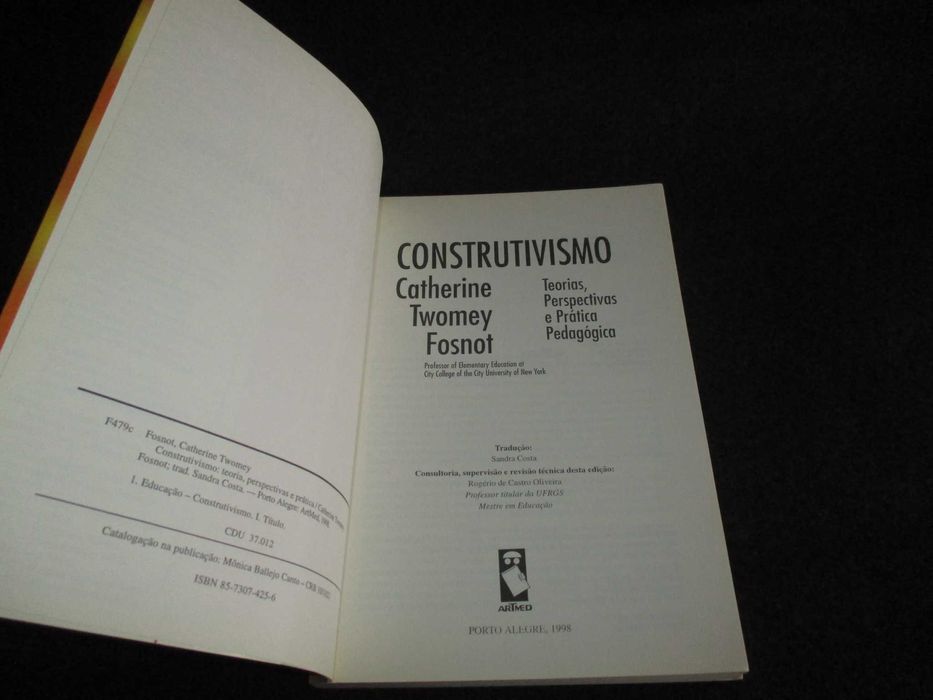 F479c Fosnot, Catherine Twomey
Construtivismo: teoria, perspectivas e prática / Catherine Twomey
Fosnot; trad. Sandra Costa. — Porto Alegre: ArtMed, 1998.
1. Educação – Construtivismo. I. Título.
CDU 37.012
Catalogação na publicação: Mônica Ballejo Canto – CRB
ISBN 85-7307-425-6
CONSTRUTIVISMO
Catherine
Twomey
Fosnot
Teorias,
Perspectivas
e Prática
Pedagógica
Professor of Elementary Education at
City College of the City University of New York
Tradução:
Sandra Costa
Consultoria, supervisão e revisão técnica desta edição:
Rogério de Castro Oliveira
Professor titular da UFRGS
Mestre em Educação
ARTMED
PORTO ALEGRE, 1998